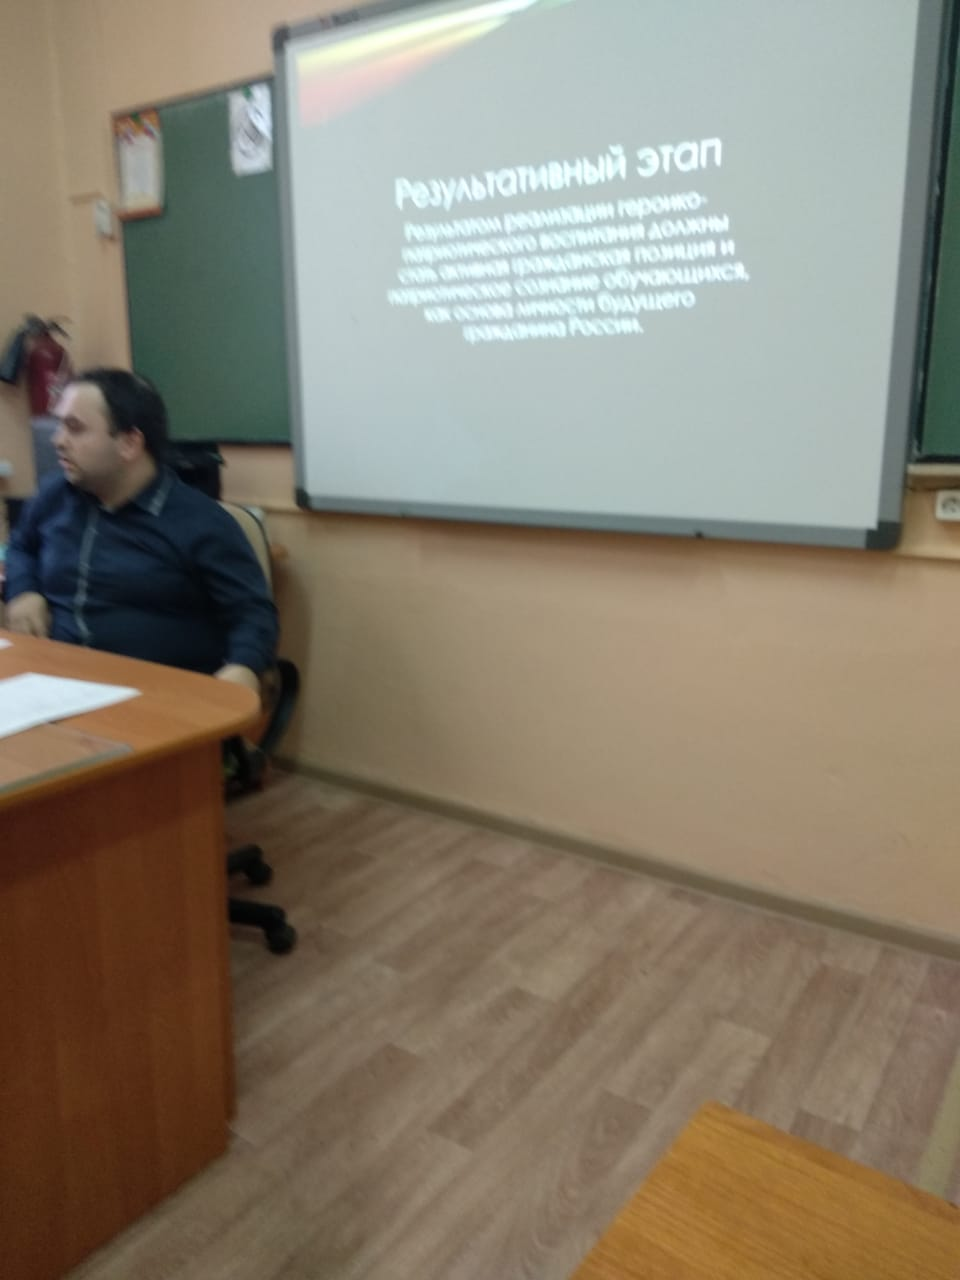 Результативный этап
Результатом реализации героико-
патриотического воспитания должны
стать активная гражданская позиция и
патриотическое сознание обучающихся,
как основа личности будущего
гражданина России.